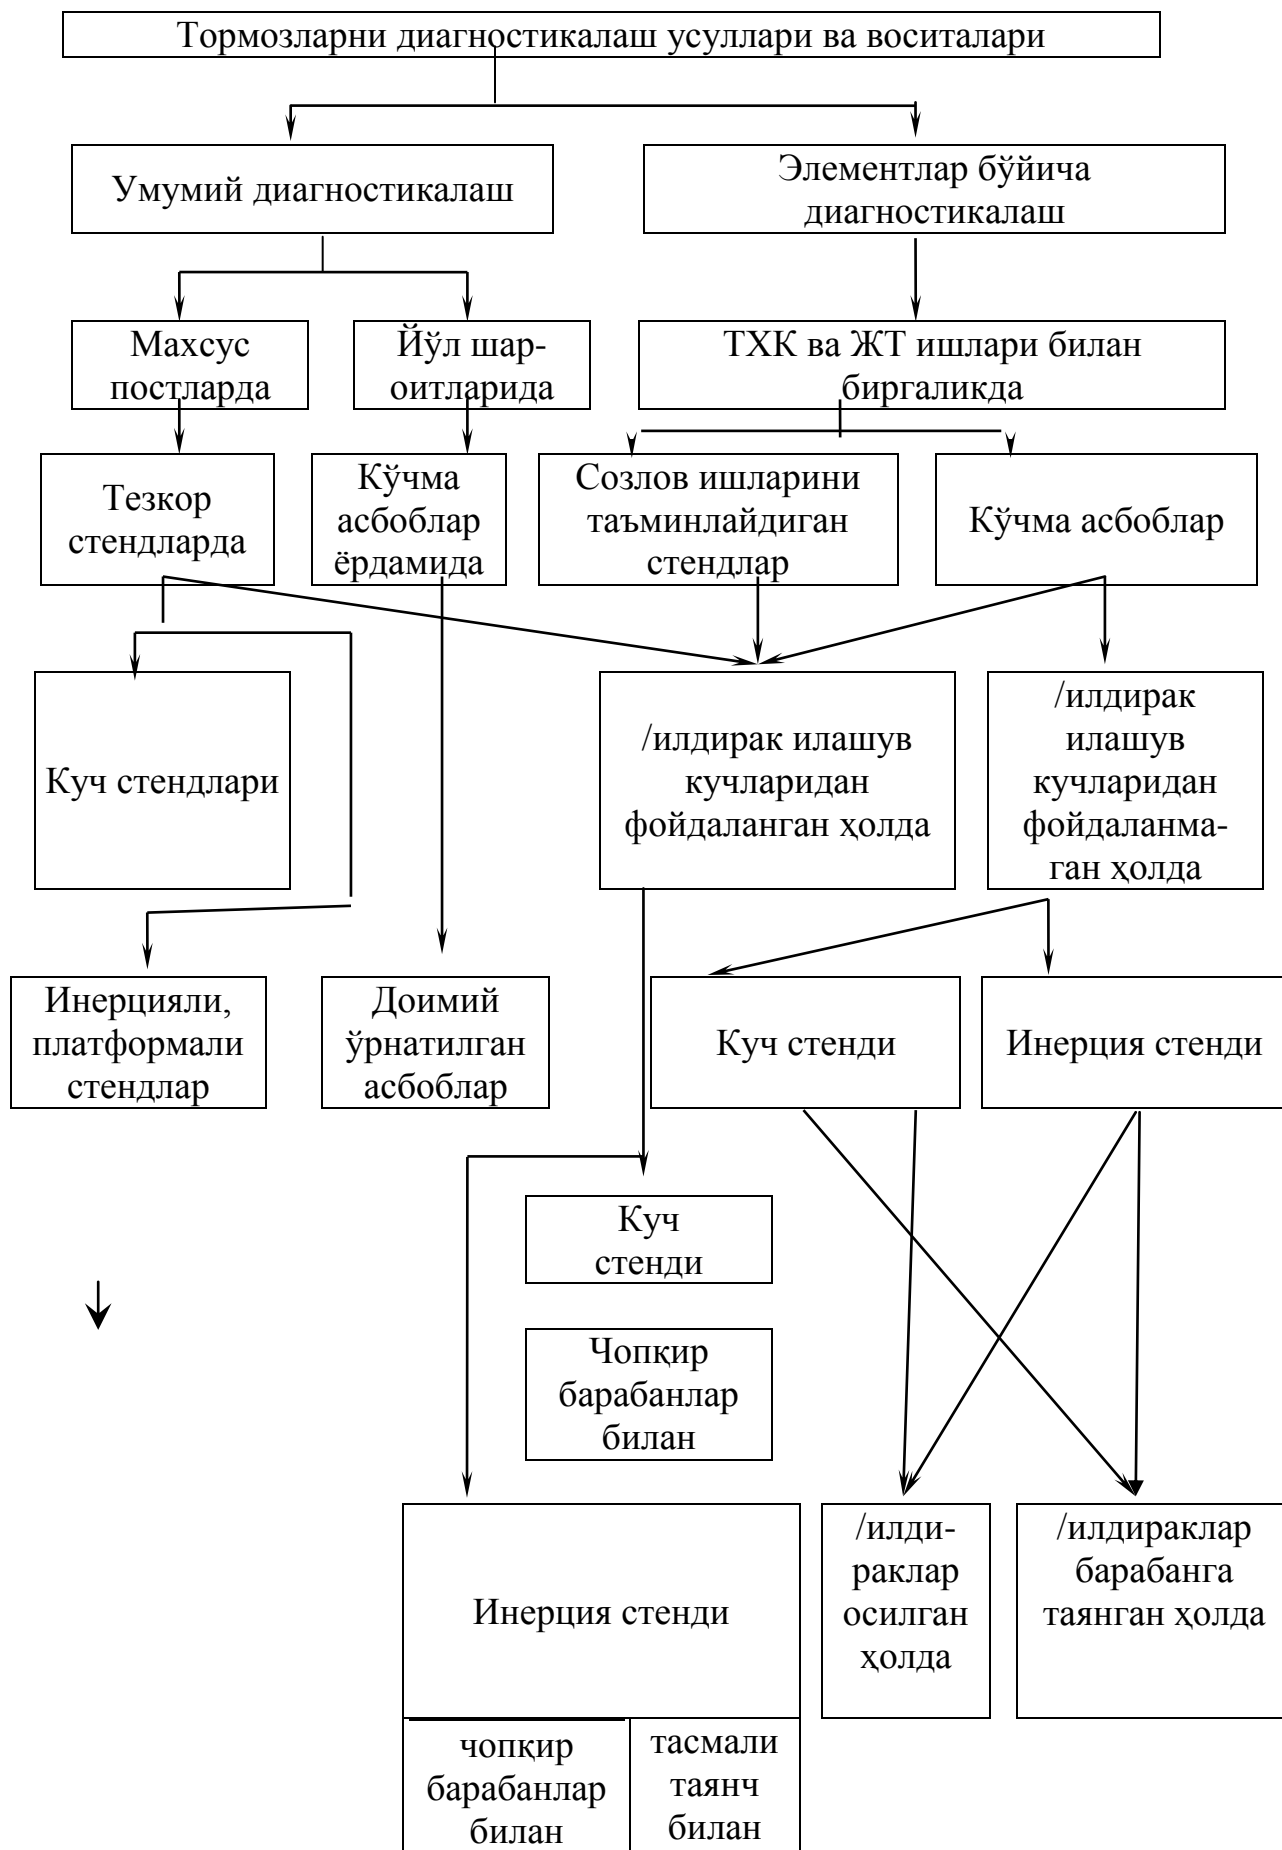 Тормозларни диагностикалаш усуллари ва воситалари
Умумий диагностикалаш
Элементлар бўйича
диагностикалаш
Махсус
постларда
Йўл шар-
оитларида
ТХК ва ЖТ ишлари билан
биргаликда
Тезкор
стендларда
Кўчма
асбоблар
ёрдамида
Созлов ишларини
таъминлайдиган
стендлар
Кўчма асбоблар
Куч стендлари
/илдирак илашув
кучларидан
фойдаланган ҳолда
/илдирак
илашув
кучларидан
фойдаланма-
ган ҳолда
Инерцияли,
платформали
стендлар
Доимий
ўрнатилган
асбоблар
Куч стенди
Инерция стенди
Куч
стенди
Чопқир
барабанлар
билан
Инерция стенди
/илди-
раклар
осилган
ҳолда
/илдираклар
барабанга
таянган ҳолда
чопқир
барабанлар
билан
тасмали
таянч
билан